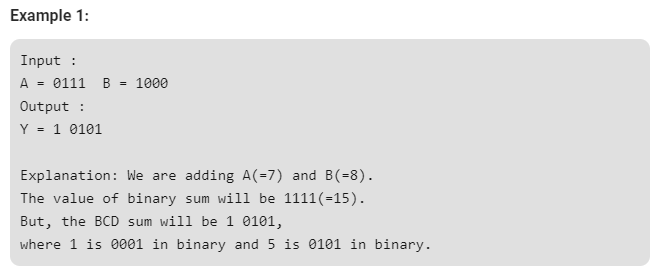 Example 1:
Input :
A = 0111  B = 1000
Output :
Y = 1 0101
Explanation: We are adding A(=7) and B(=8).
The value of binary sum will be 1111(=15).
But, the BCD sum will be 1 0101,
where 1 is 0001 in binary and 5 is 0101 in binary.